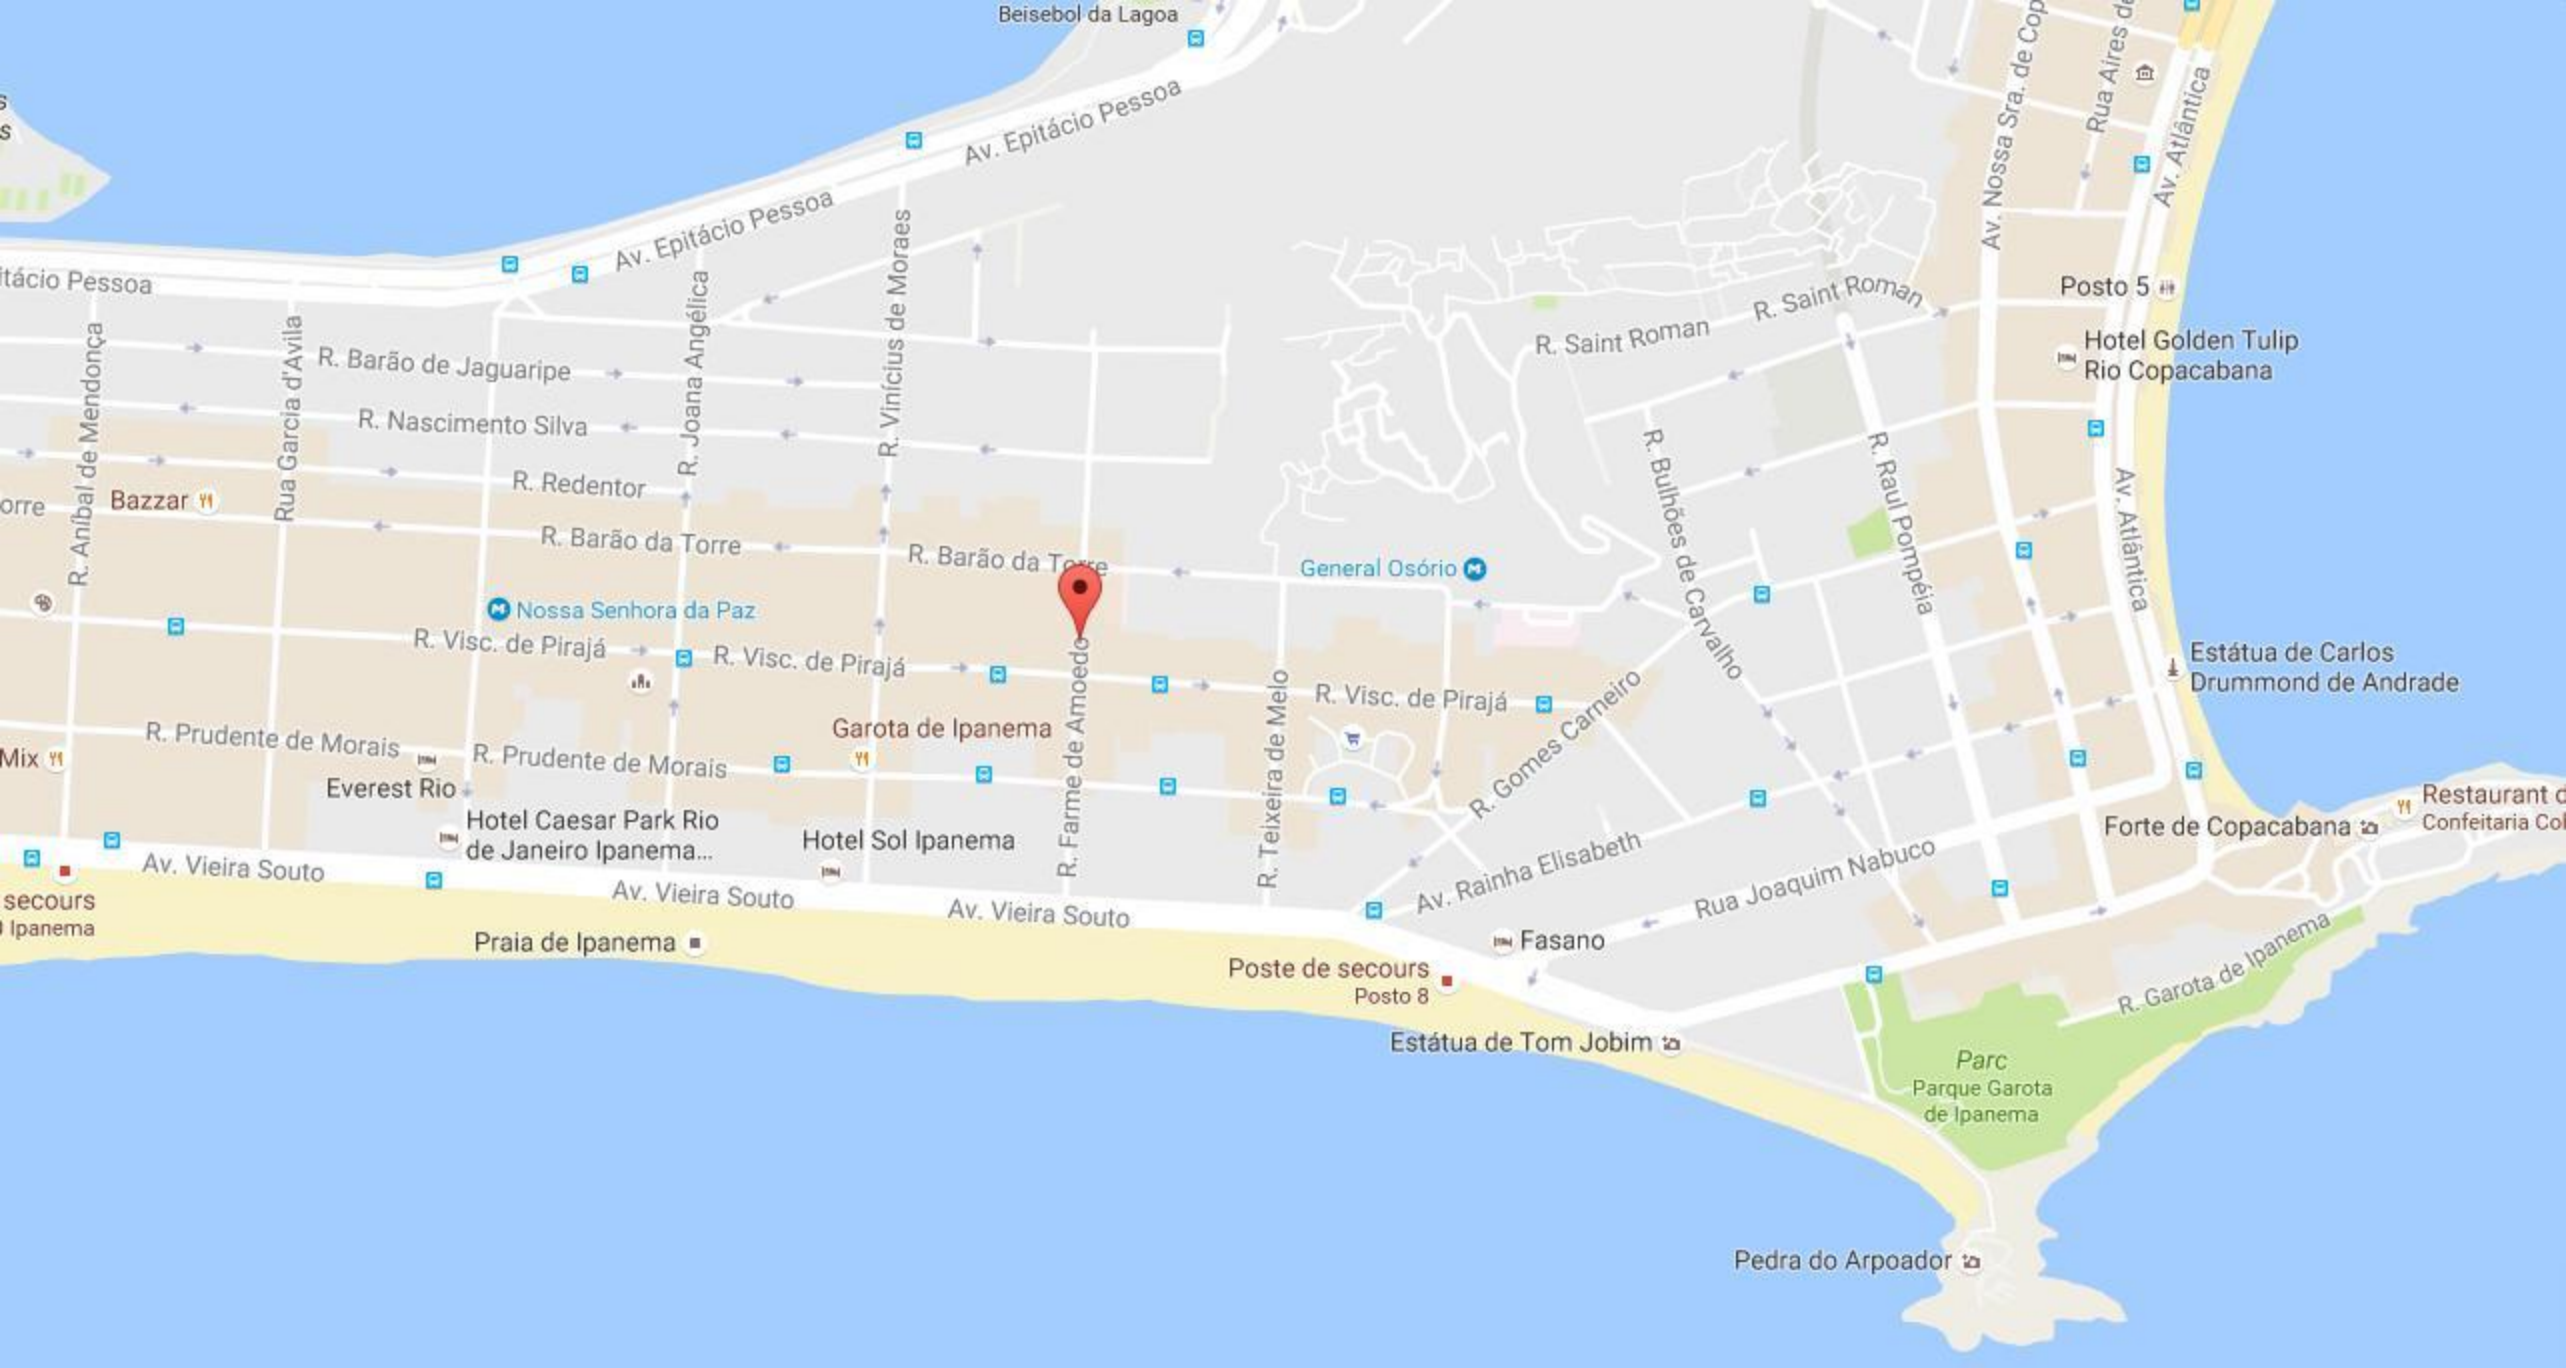 Beisebol da Lagoa
Av. Epitácio Pessoa
Av. Epitácio Pessoa
Pessoa
R. Aníbal de Mendonça
Rua Garcia d'Avila
R. Joana Angélica
R. Vinícius de Moraes
R. Barão de Jaguaripe
R. Nascimento Silva
R. Redentor
Bazzar
R. Barão da Torre
R. Barão da Torre
General Osório
Nossa Senhora da Paz
R. Visc. de Pirajá
R. Visc. de Pirajá
R. Visc. de Pirajá
R. Farme de Amoedo
R. Teixeira de Melo
Garota de Ipanema
R. Prudente de Morais
R. Prudente de Morais
Mix
Everest Rio
Hotel Caesar Park Rio
de Janeiro Ipanema...
Hotel Sol Ipanema
Av. Vieira Souto
Av. Vieira Souto
Av. Vieira Souto
secours
Ipanema
Praia de Ipanema
Poste de secours
Posto 8
Fasano
Estátua de Tom Jobim
R. Gomes Carneiro
Av. Rainha Elisabeth
Rua Joaquim Nabuco
R. Bulhões de Carvalho
R. Raul Pompéia
R. Saint Roman
R. Saint Roman
Av. Nossa Sra. de Cop
Rua Aires de
Av. Atlântica
Posto 5
Hotel Golden Tulip
Rio Copacabana
Av. Atlântica
Estátua de Carlos
Drummond de Andrade
Restaurant
Confeitaria
Forte de Copacabana
R. Garota de Ipanema
Parc
Parque Garota
de Ipanema
Pedra do Arpoador